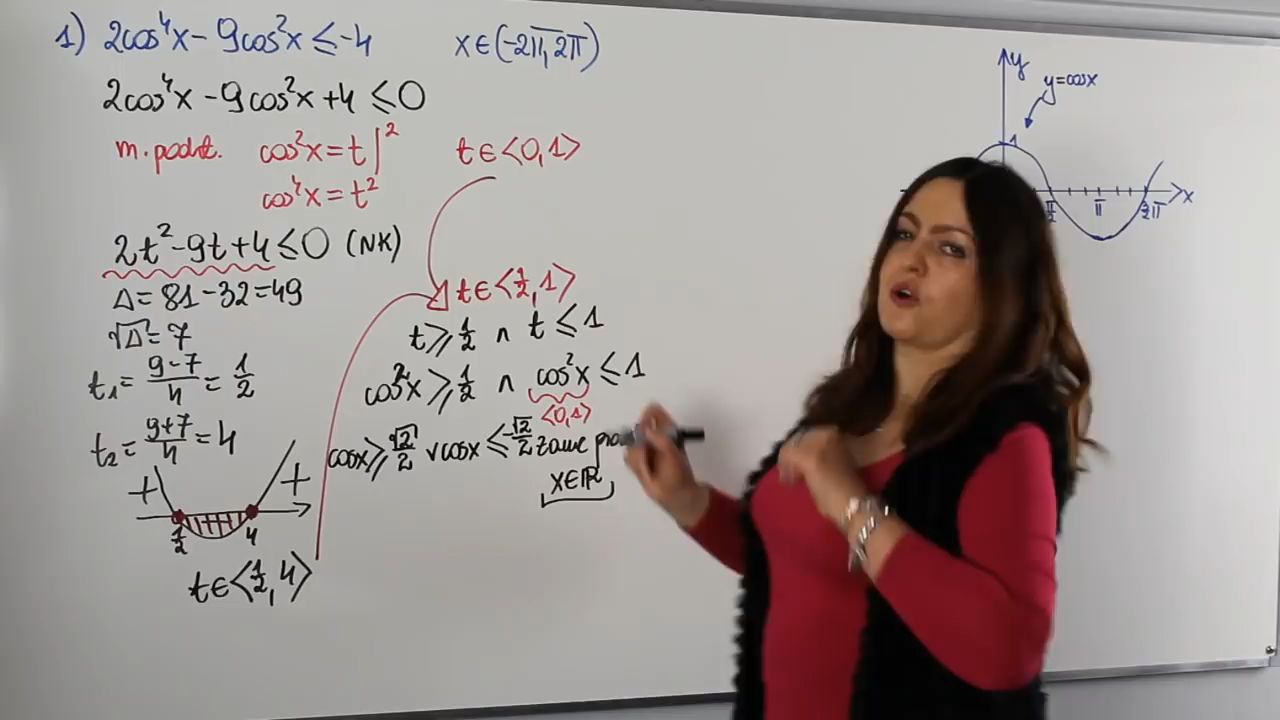 1) 2cos⁴x - 9cos²x ≤ -4 x∈(-2π, 2π)
2cos⁴x - 9cos²x + 4 ≤ 0
m. podst. cos²x = t |² t∈<0,1>
cos⁴x = t²
2t² - 9t + 4 ≤ 0 (NK)
Δ = 81 - 32 = 49
√Δ = 7
t₁ = (9-7)/4 = 1/2
t₂ = (9+7)/4 = 4
+ +
1/2 4
t∈<1/2, 4>
t∈<1/2, 1>
t ≥ 1/2 ∧ t ≤ 1
cos²x ≥ 1/2 ∧ cos²x ≤ 1
<0,1>
cosx ≥ √2/2 ∨ cosx ≤ -√2/2 zawsze
x∈ℝ
y
y=cosx
1
π/2 π 2π x